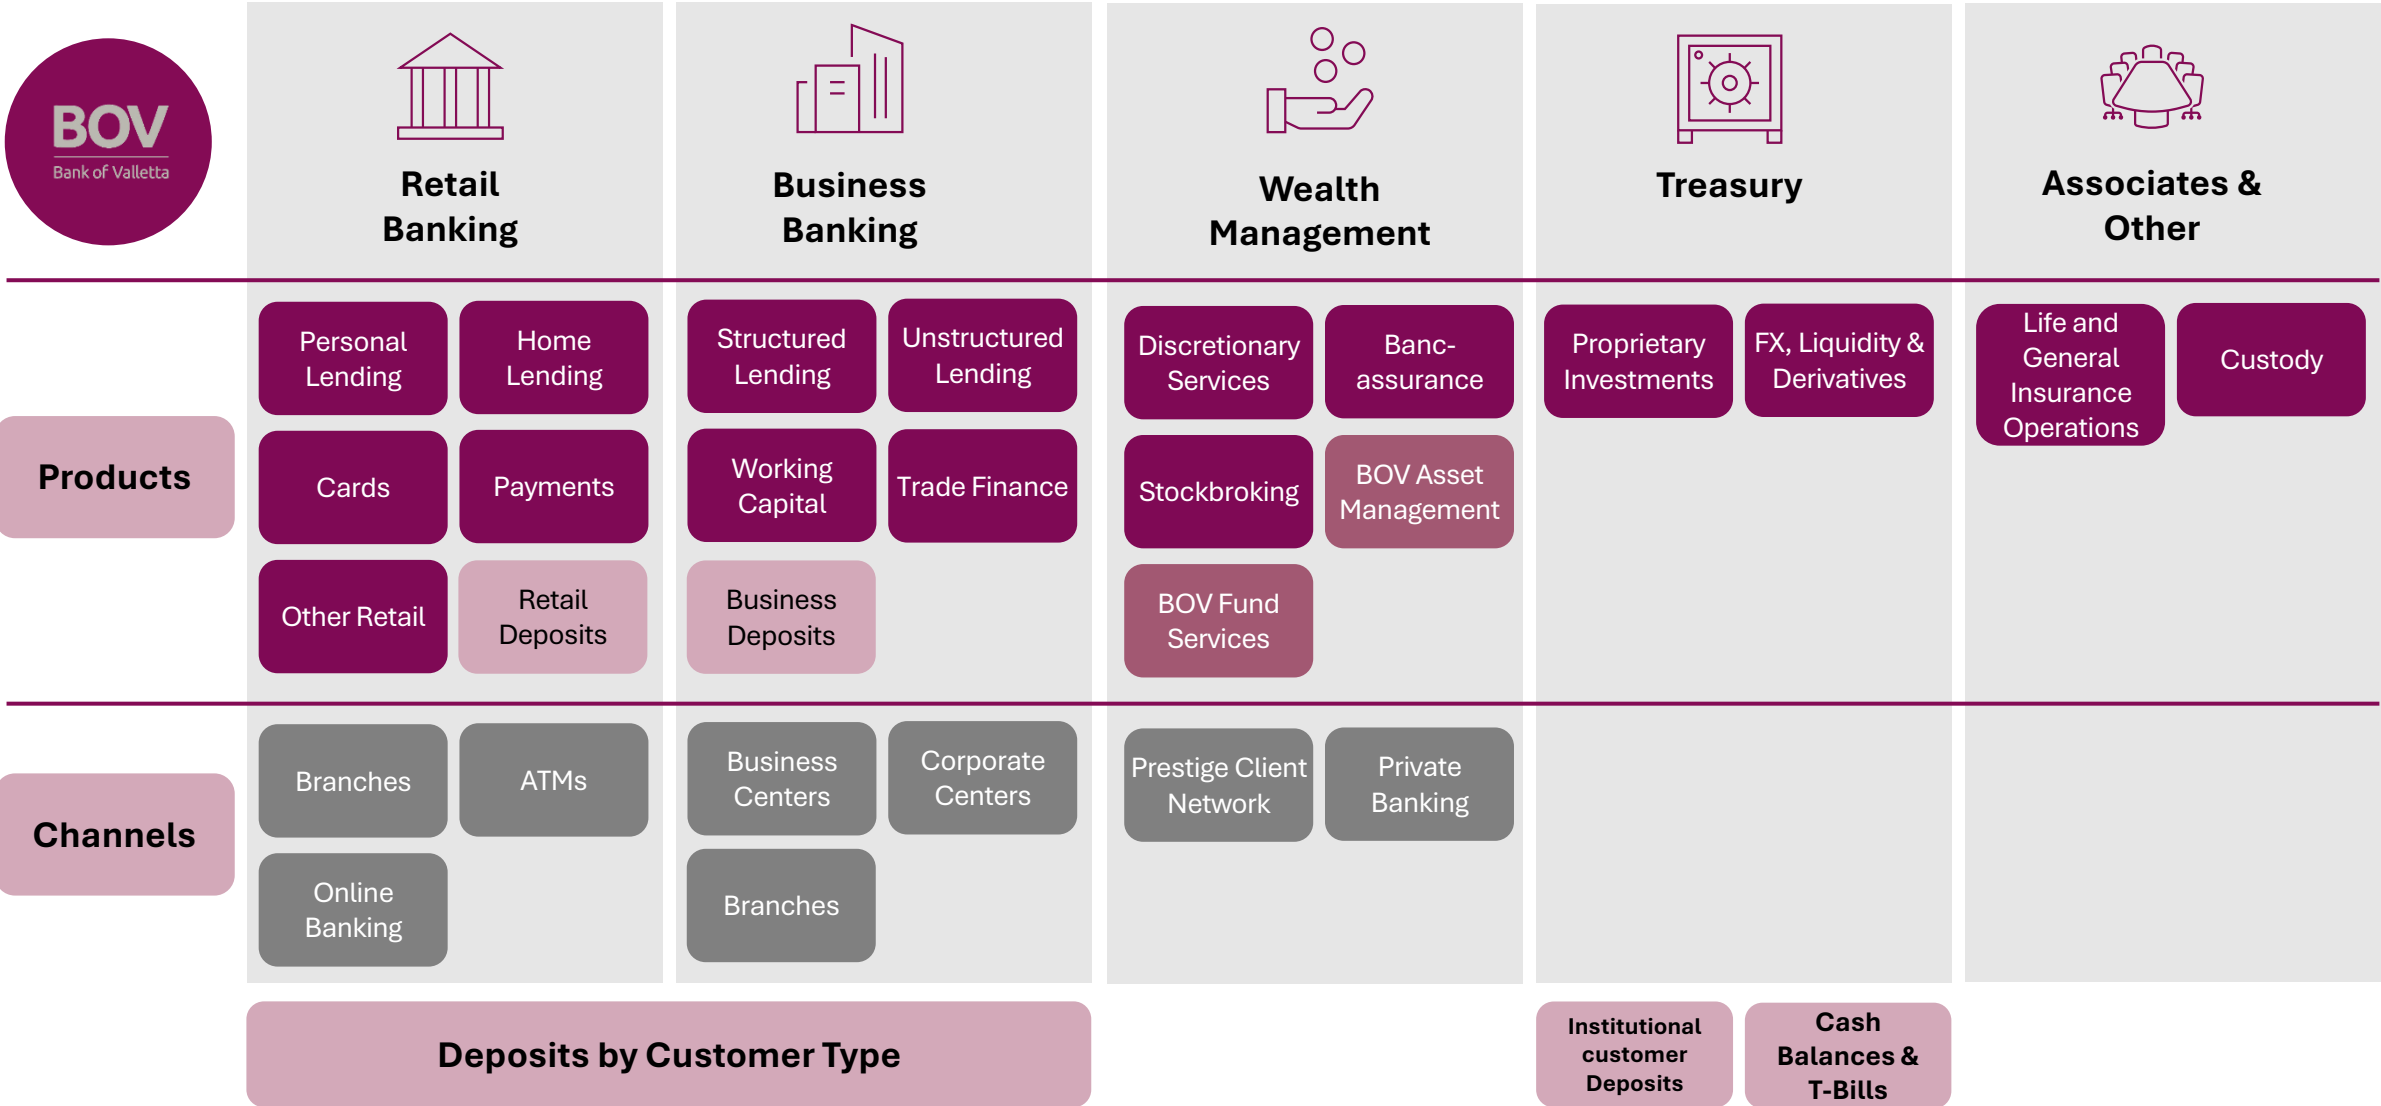 BOV
Bank of Valletta
Retail
Banking
Business
Banking
Wealth
Management
Treasury
Associates &
Other
Products
Personal
Lending
Home
Lending
Cards
Payments
Other Retail
Retail
Deposits
Structured
Lending
Unstructured
Lending
Working
Capital
Trade Finance
Business
Deposits
Discretionary
Services
Banc-
assurance
Stockbroking
BOV Asset
Management
BOV Fund
Services
Proprietary
Investments
FX, Liquidity &
Derivatives
Life and
General
Insurance
Operations
Custody
Channels
Branches
ATMs
Online
Banking
Business
Centers
Corporate
Centers
Branches
Prestige Client
Network
Private
Banking
Deposits by Customer Type
Institutional
customer
Deposits
Cash
Balances &
T-Bills